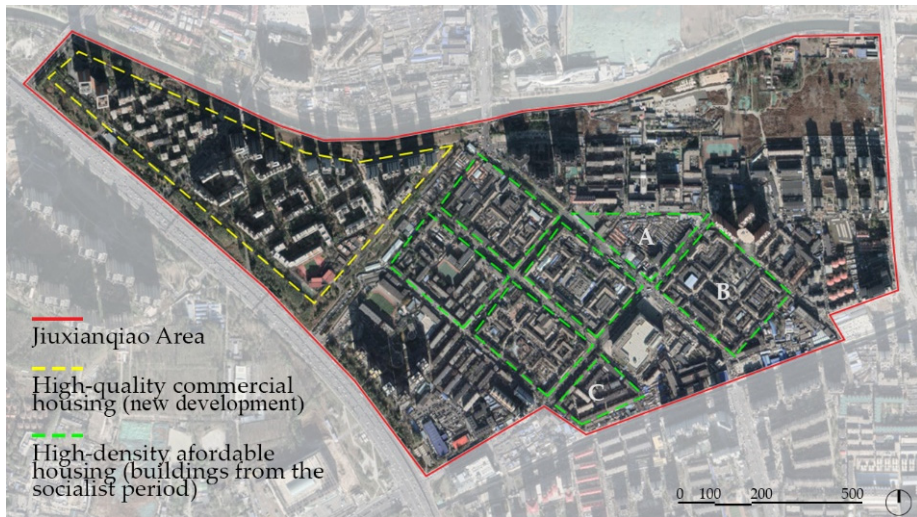 A
B
C
Jiuxianqiao Area
High-quality commercial
housing (new development)
High-density affordable
housing (buildings from the
socialist period)
0 100 200 500